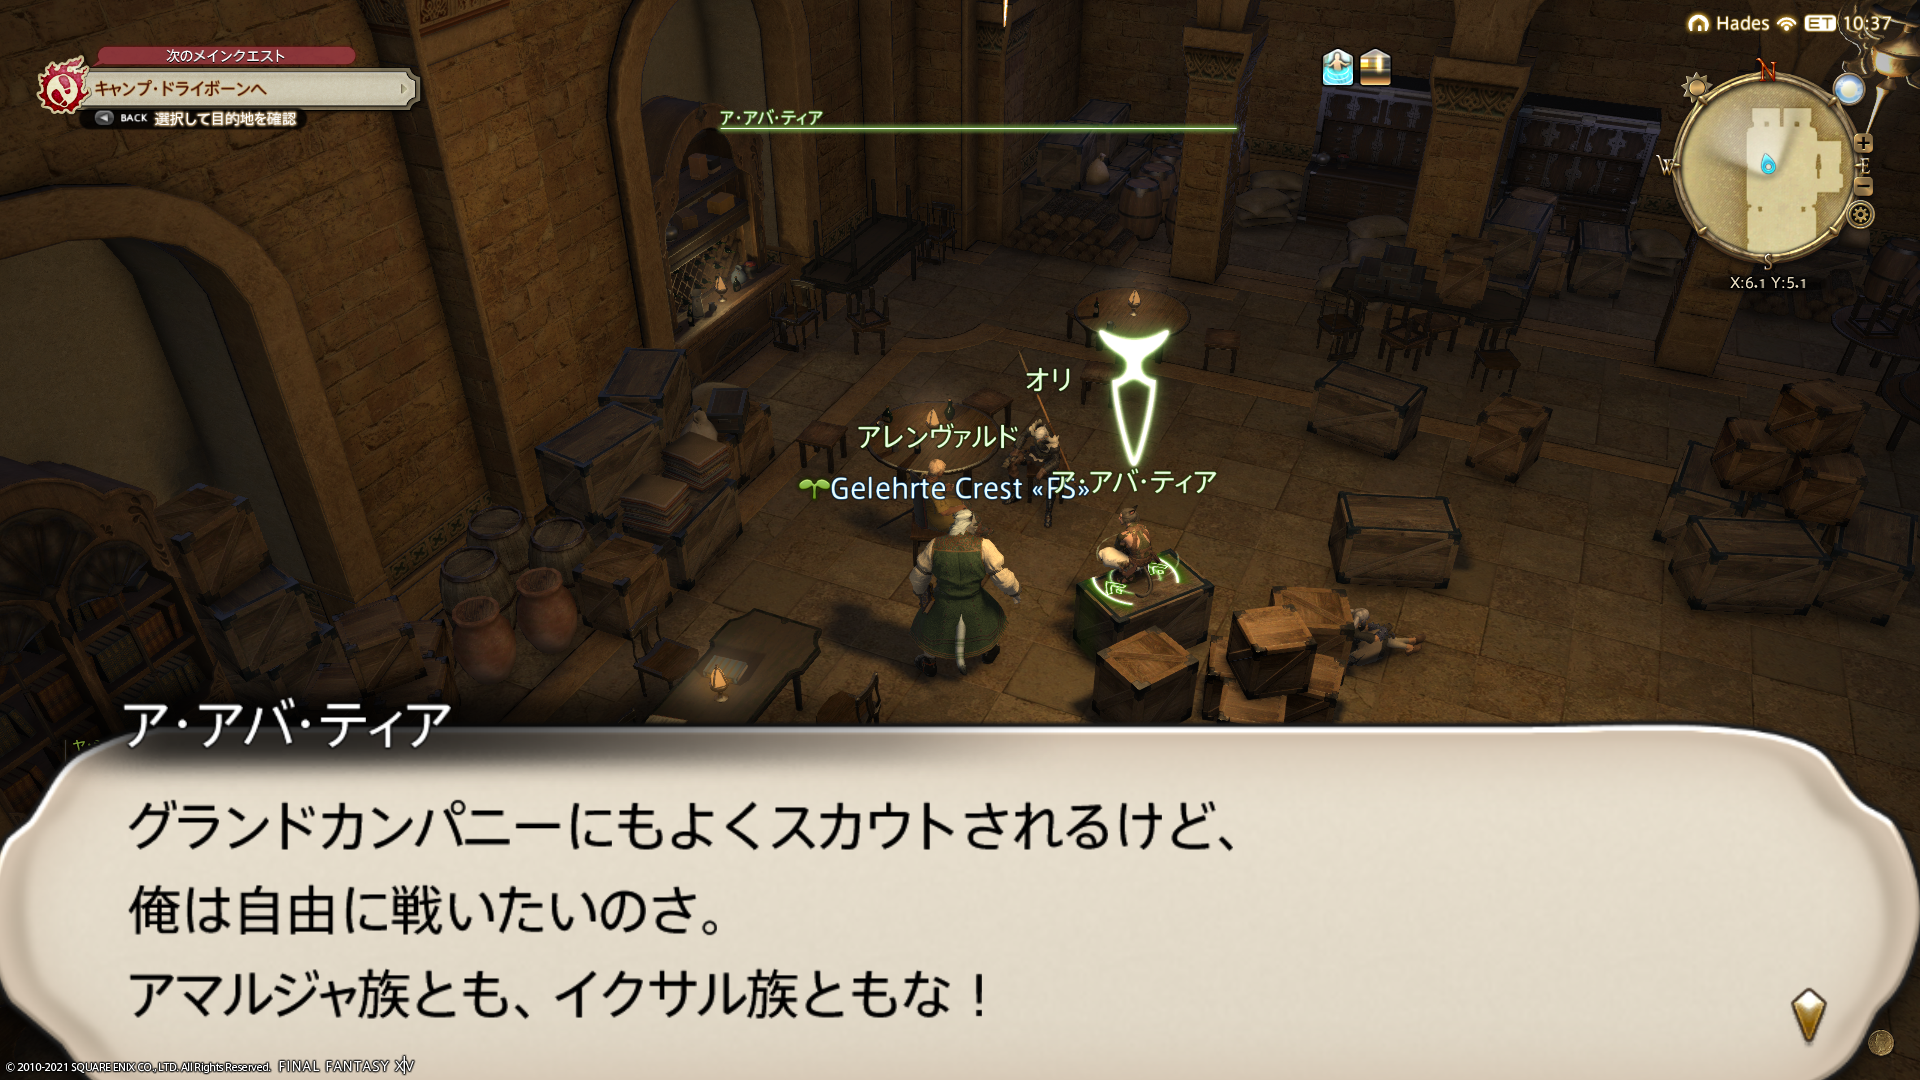 Hades ET 10:37
次のメインクエスト
キャンプ・ドライボーンへ
BACK 選択して目的地を確認
ア・アバ・ティア
N
W
E
S
X:6.1 Y:5.1
オリ
アレンヴァルド
ア・アバ・ティア
Gelehrte Crest «FS»
ア・アバ・ティア
グランドカンパニーにもよくスカウトされるけど、
俺は自由に戦いたいのさ。
アマルジャ族とも、イクサル族ともな！
© 2010-2021 SQUARE ENIX CO., LTD. All Rights Reserved. FINAL FANTASY XIV